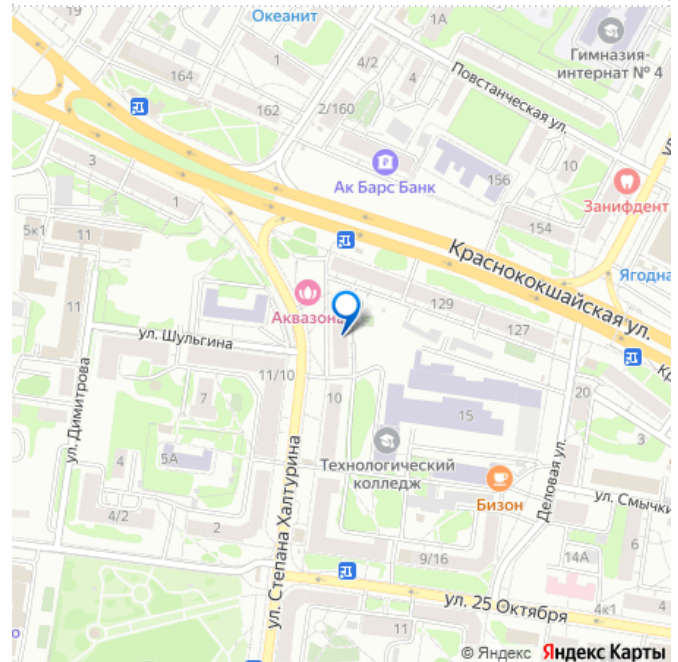 19
Океанит
1А
Гимназия-
интернат № 4
164
1
4/2
4
Повстанческая ул.
162
2/160
10
Ак Барс Банк
156
Занифдент
3
1
154
5к1
11
Краснококшайская ул.
Ягодна
11
Аквазона
129
127
ул. Шульгина
11/10
10
20
ул. Димитрова
7
15
5А
4
Технологический
колледж
Бизон
Деловая ул.
ул. Смычки
4/2
2
ул. Степана Халтурина
9/16
14А
6
ул. 25 Октября
4к1
11
© Яндекс Яндекс Карты